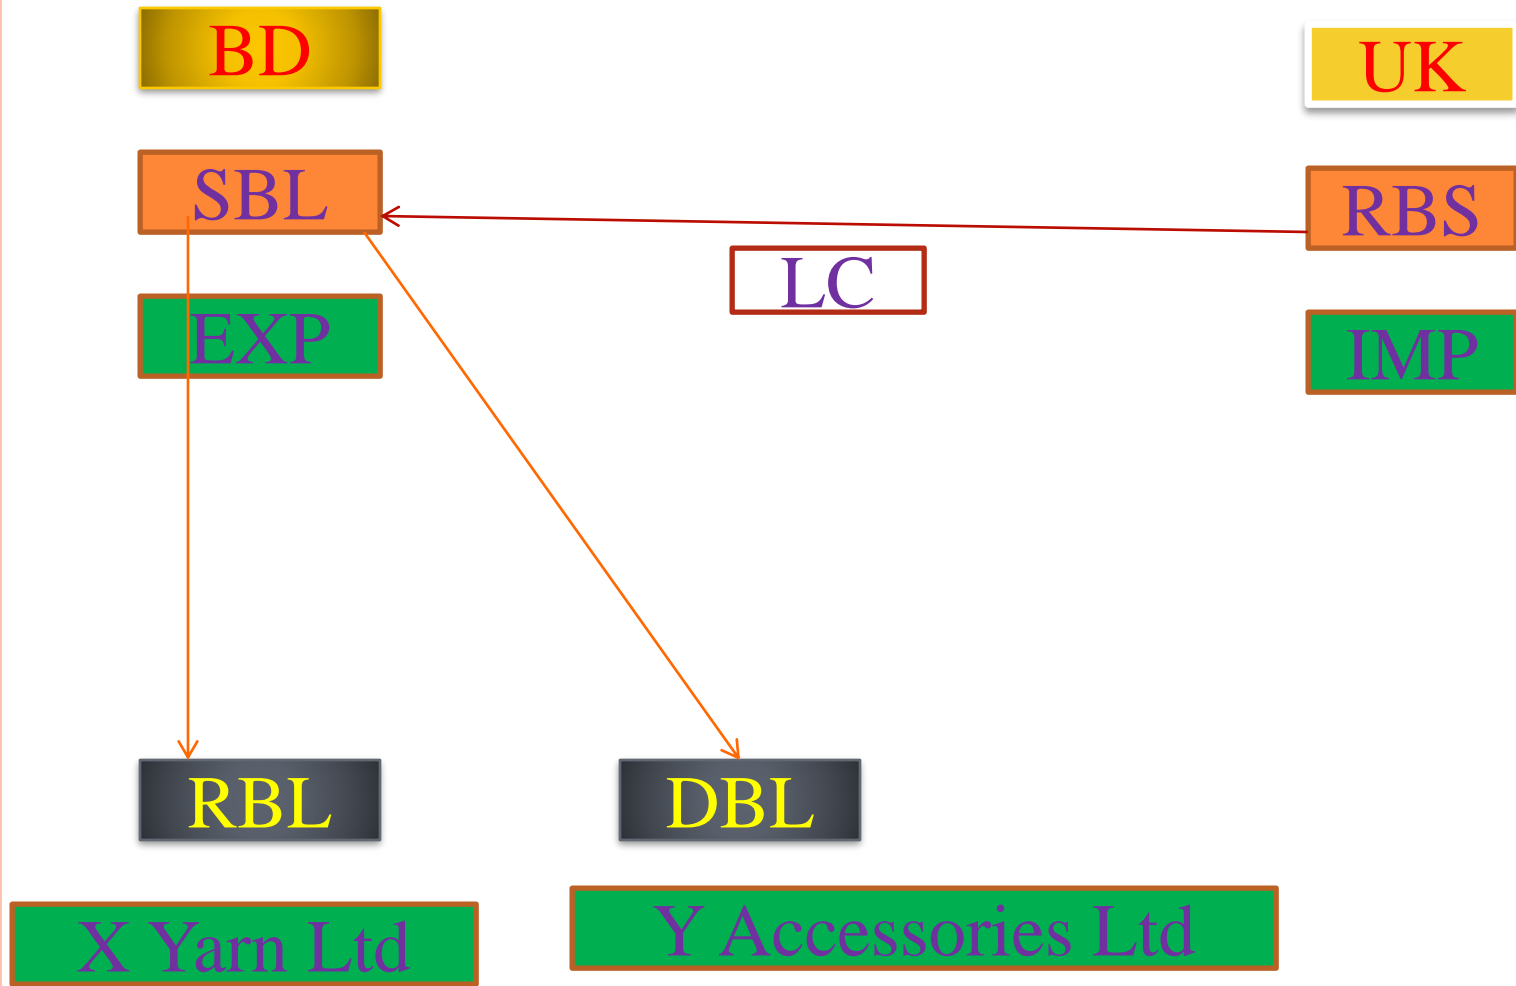 BD
UK
SBL
RBS
LC
EXP
IMP
RBL
DBL
X Yarn Ltd
Y Accessories Ltd